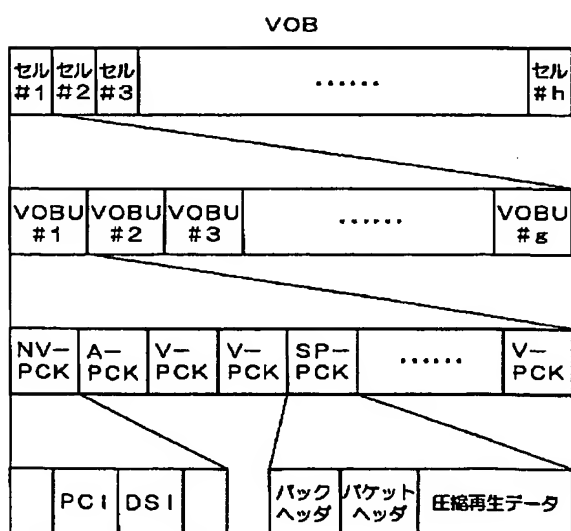 VOB
セル
#1
セル
#2
セル
#3
......
セル
#h
VOBU
#1
VOBU
#2
VOBU
#3
......
VOBU
#g
NV-
PCK
A-
PCK
V-
PCK
V-
PCK
SP-
PCK
......
V-
PCK
PCI
DSI
パック
ヘッダ
パケット
ヘッダ
圧縮再生データ